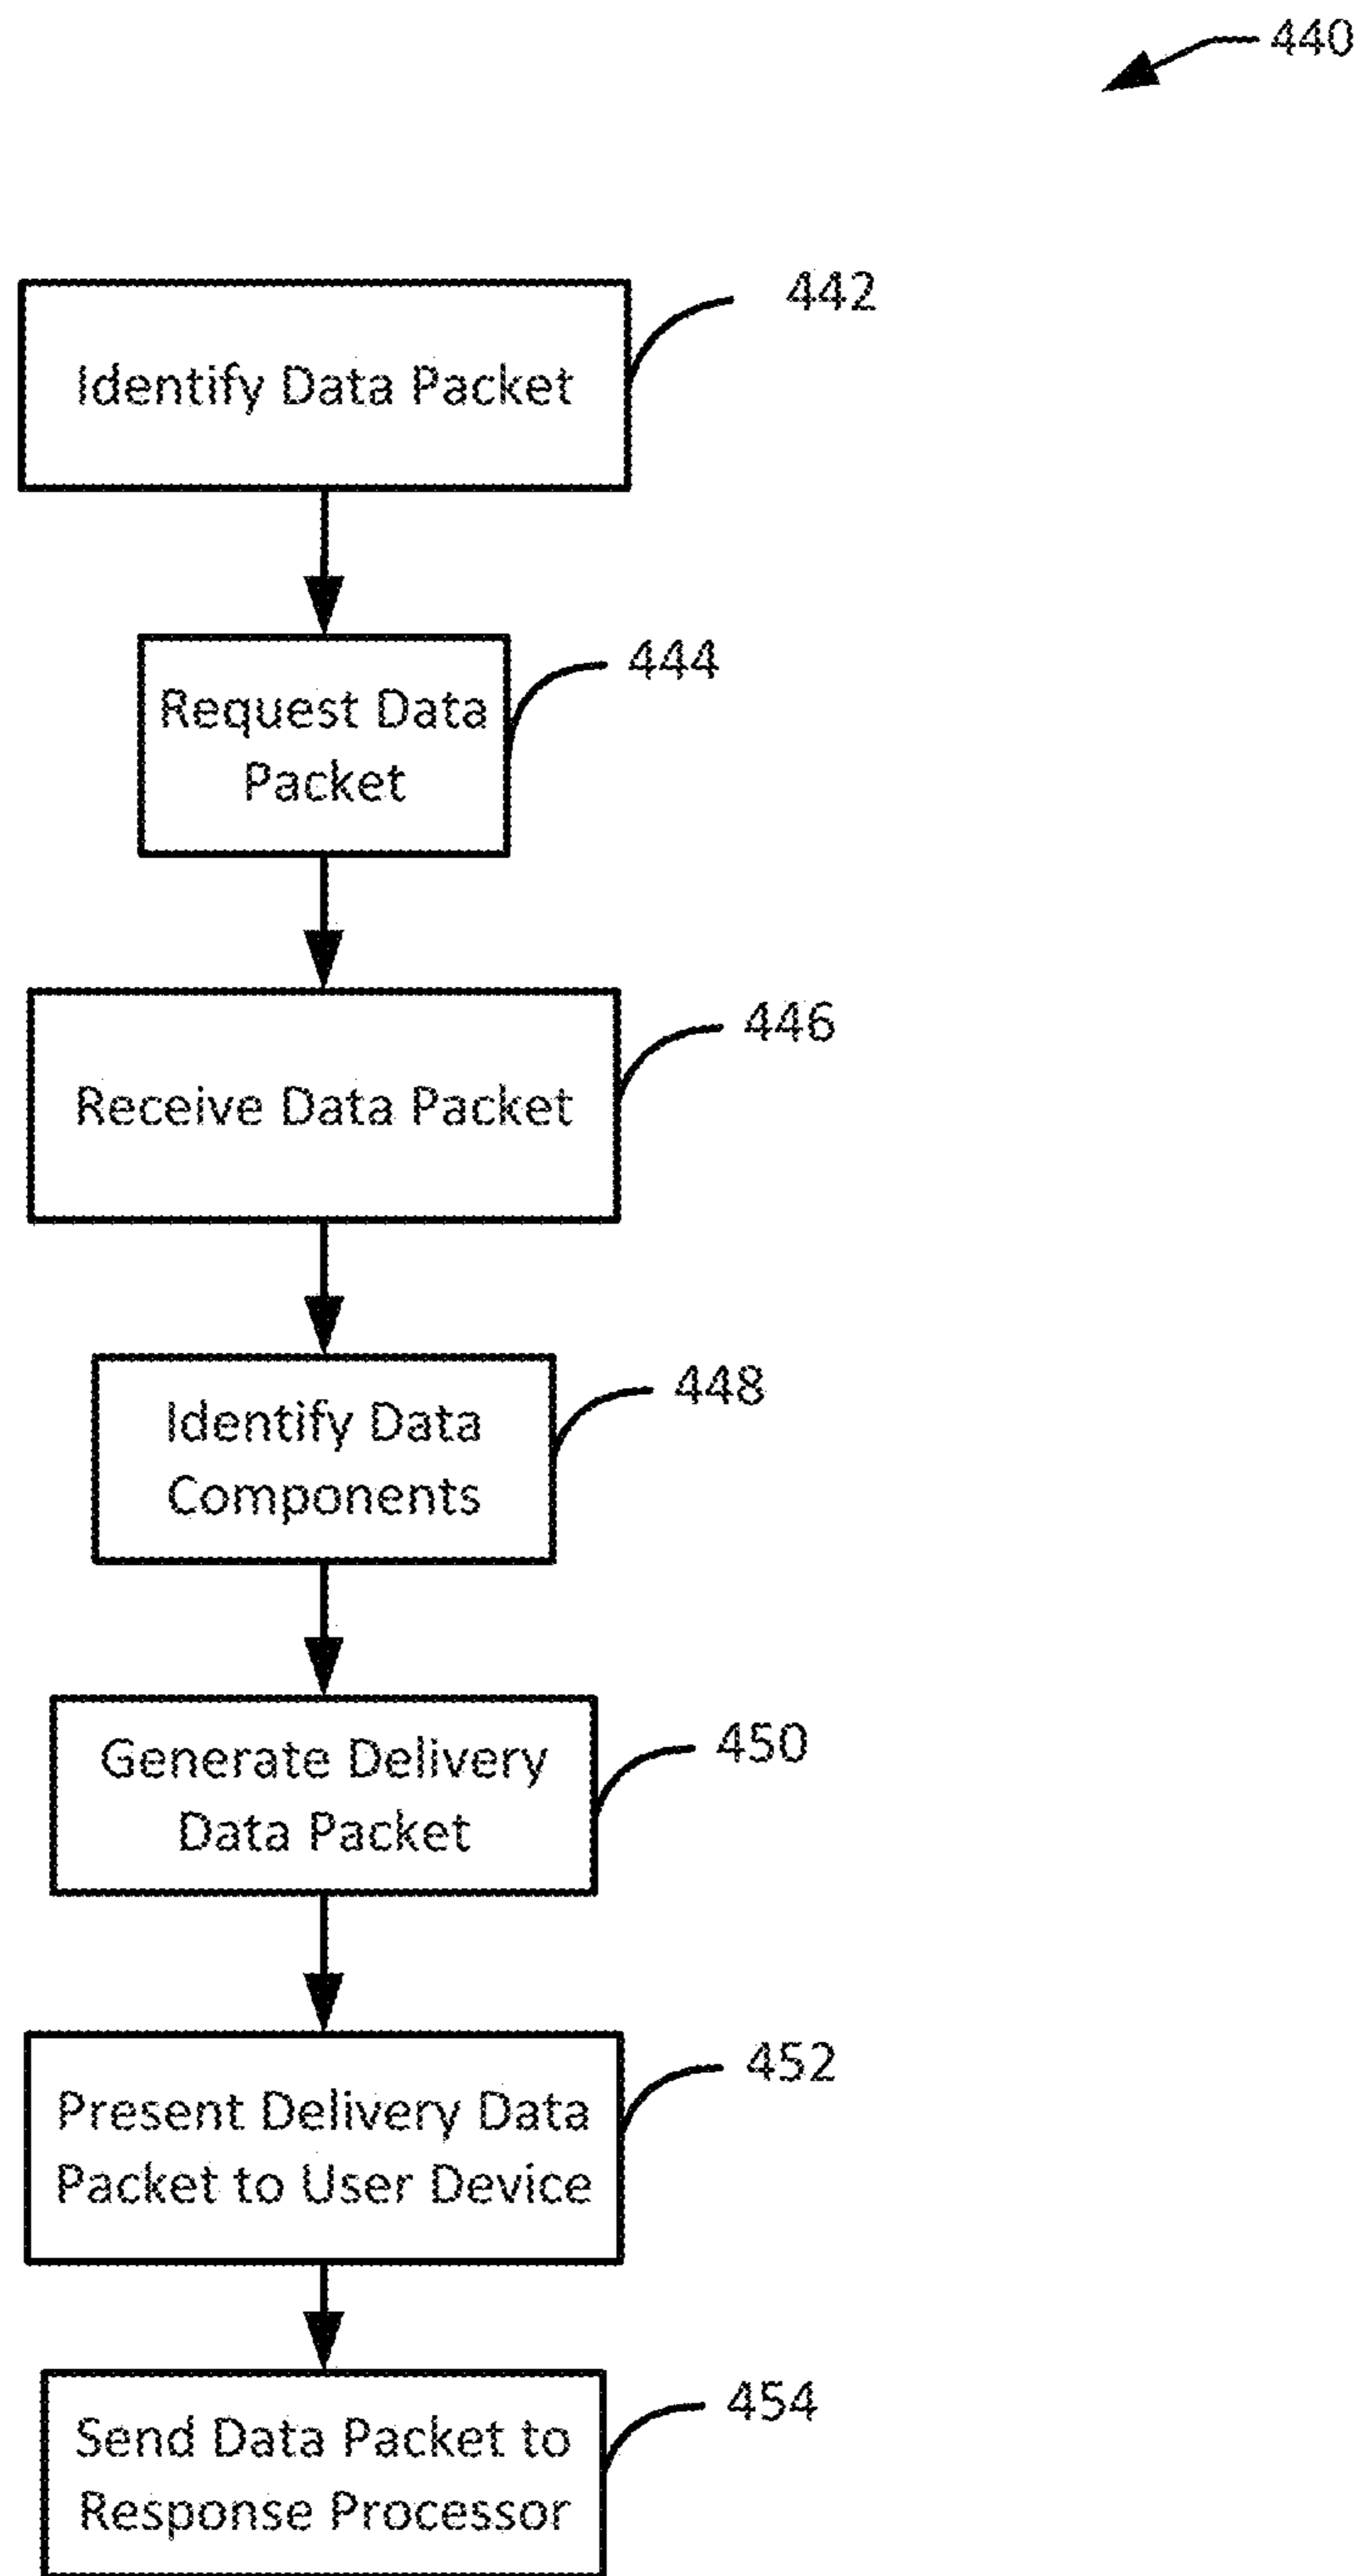 440
442
Identify Data Packet
444
Request Data
Packet
446
Receive Data Packet
448
Identify Data
Components
450
Generate Delivery
Data Packet
452
Present Delivery Data
Packet to User Device
454
Send Data Packet to
Response Processor